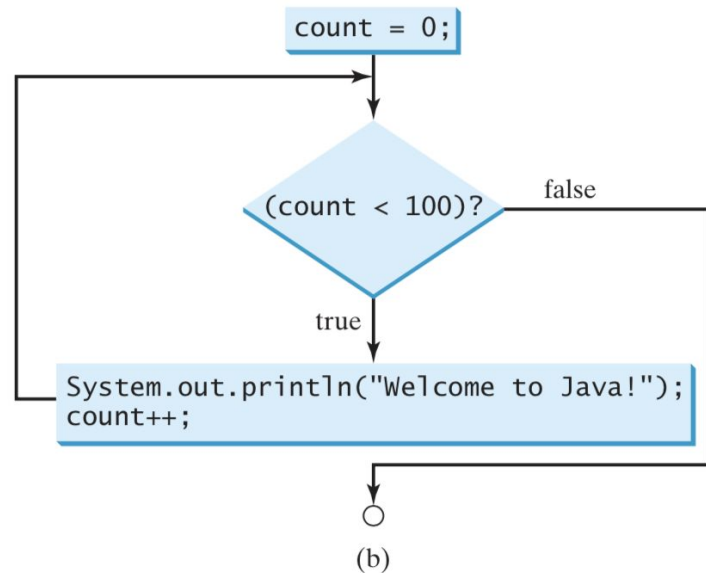 count = 0;
(count < 100)?
false
true
System.out.println("Welcome to Java!");
count++;
(b)